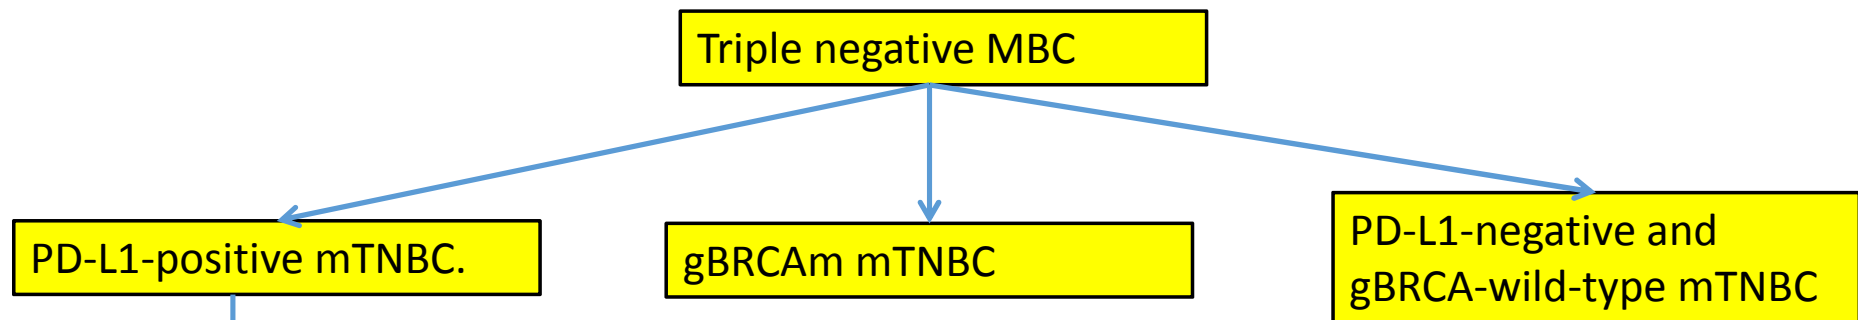 Triple negative MBC
PD-L1-positive mTNBC.
gBRCAm mTNBC
PD-L1-negative and
gBRCA-wild-type mTNBC